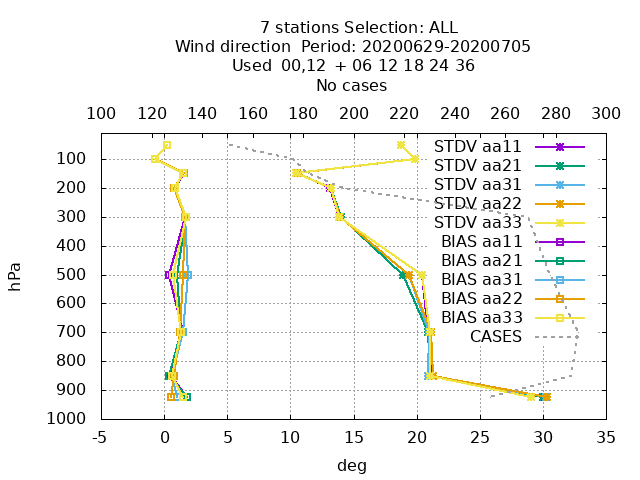 7 stations Selection: ALL
Wind direction  Period: 20200629-20200705
Used  00,12  + 06 12 18 24 36
No cases
100 120 140 160 180 200 220 240 260 280 300
STDV aa11
STDV aa21
STDV aa31
STDV aa22
STDV aa33
BIAS aa11
BIAS aa21
BIAS aa31
BIAS aa22
BIAS aa33
CASES
100
200
300
400
500
600
700
800
900
1000
hPa
-5 0 5 10 15 20 25 30 35
deg